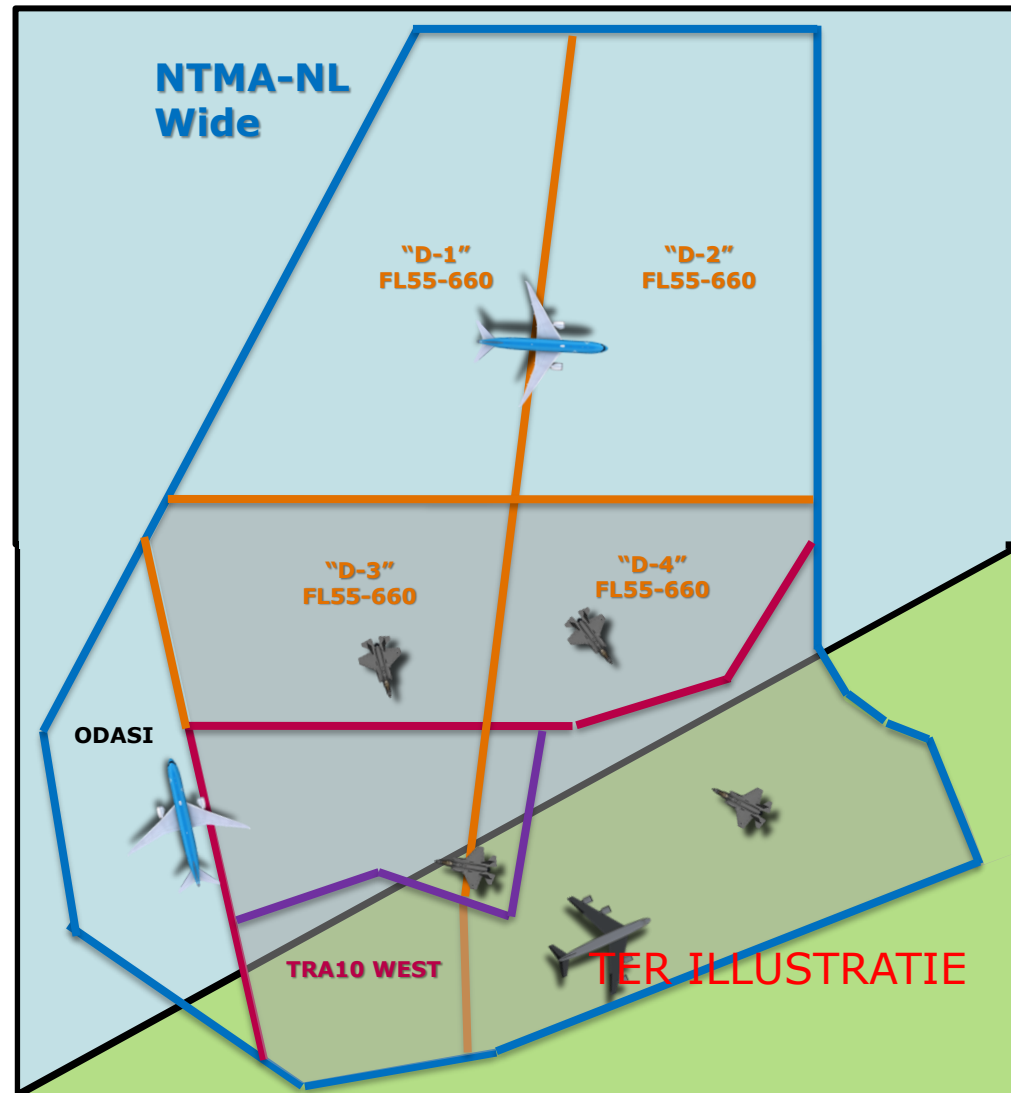 NTMA-NL
Wide
“D-1”
FL55-660
“D-2”
FL55-660
“D-3”
FL55-660
“D-4”
FL55-660
ODASI
TRA10 WEST
TER ILLUSTRATIE